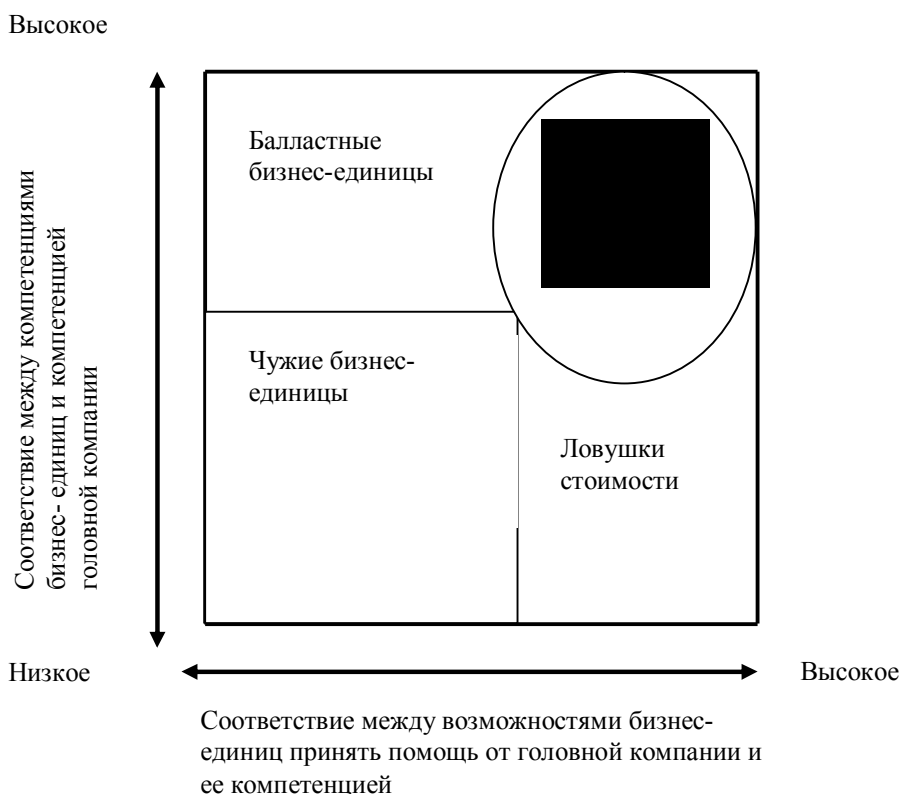 Высокое
Балластные
бизнес-единицы
Чужие бизнес-
единицы
Ловушки
стоимости
Соответствие между компетенциями
бизнес- единиц и компетенцией
головной компании
Низкое
Высокое
Соответствие между возможностями бизнес-
единиц принять помощь от головной компании и
ее компетенцией